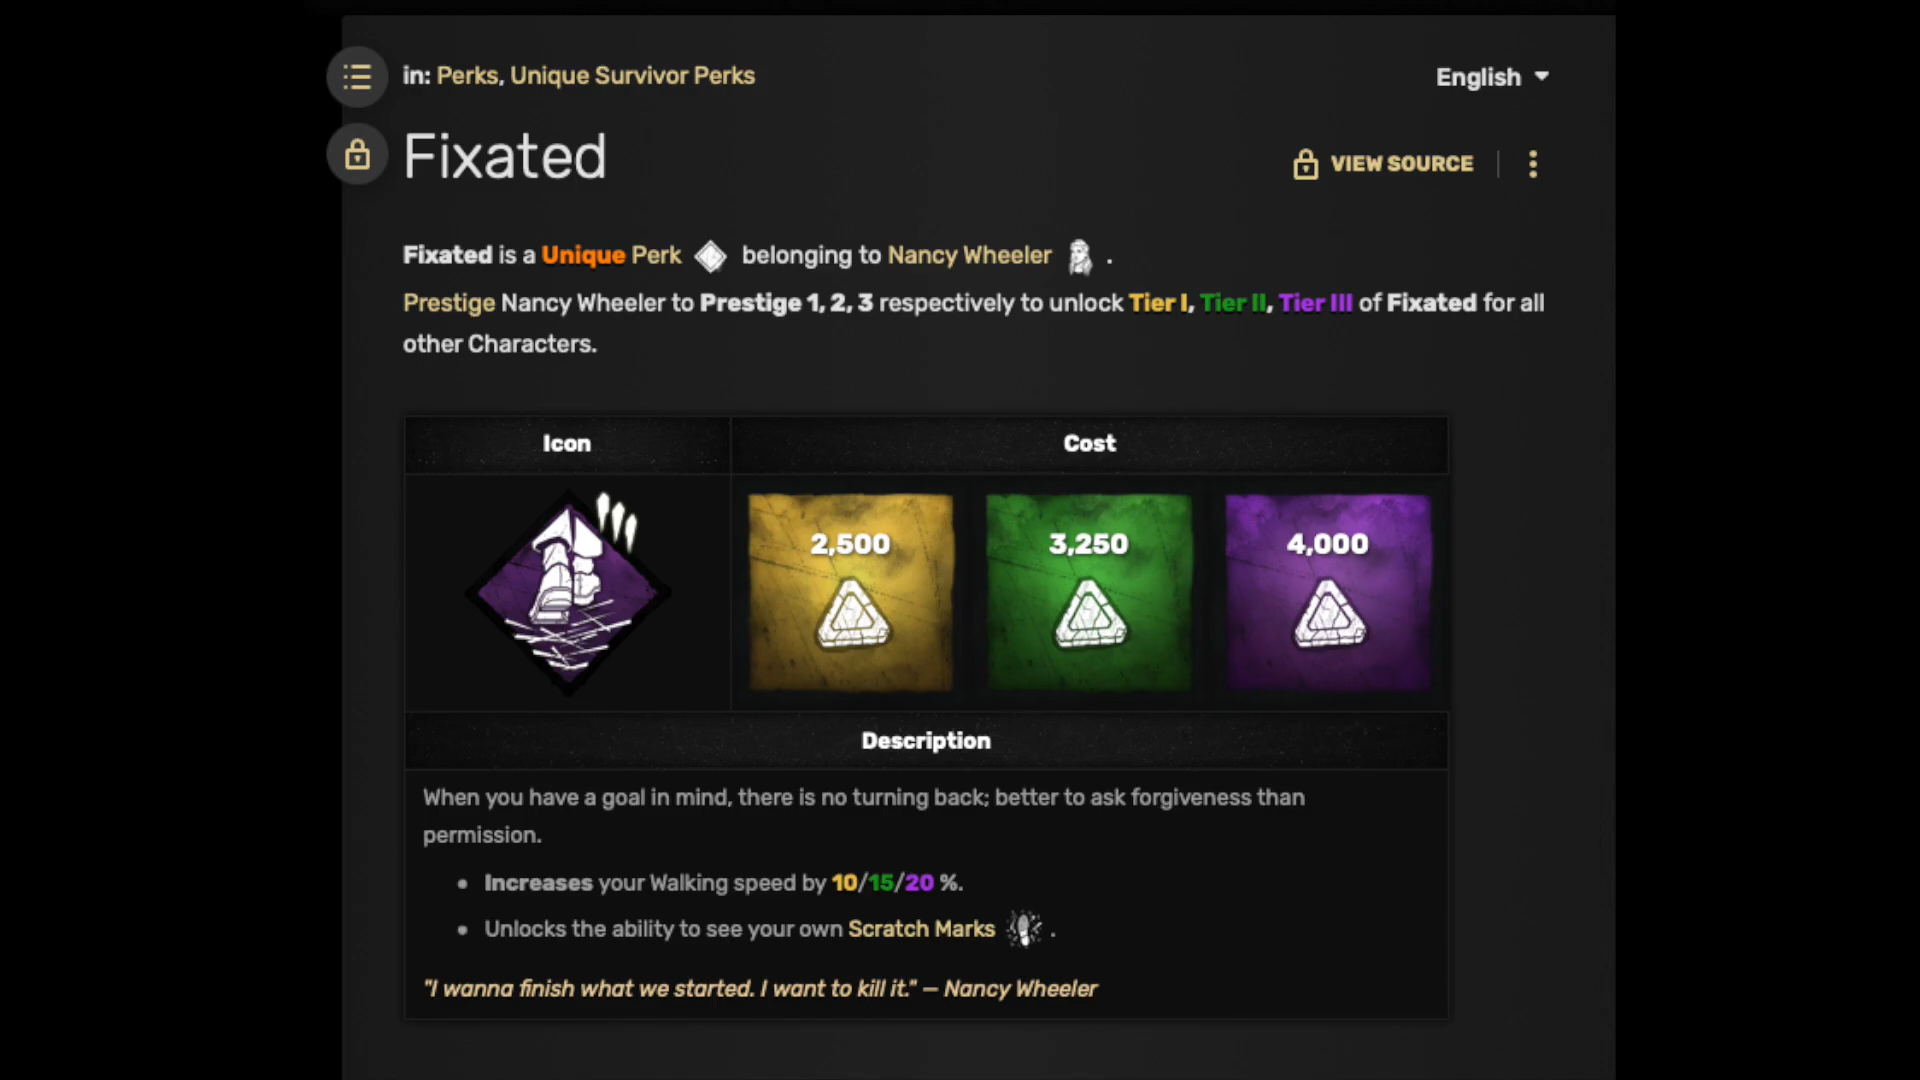 in: Perks, Unique Survivor Perks
English
Fixated
VIEW SOURCE
Fixated is a Unique Perk belonging to Nancy Wheeler .
Prestige Nancy Wheeler to Prestige 1, 2, 3 respectively to unlock Tier I, Tier II, Tier III of Fixated for all
other Characters.
Icon
Cost
2,500
3,250
4,000
Description
When you have a goal in mind, there is no turning back; better to ask forgiveness than
permission.
Increases your Walking speed by 10/15/20 %.
Unlocks the ability to see your own Scratch Marks .
"I wanna finish what we started. I want to kill it." — Nancy Wheeler